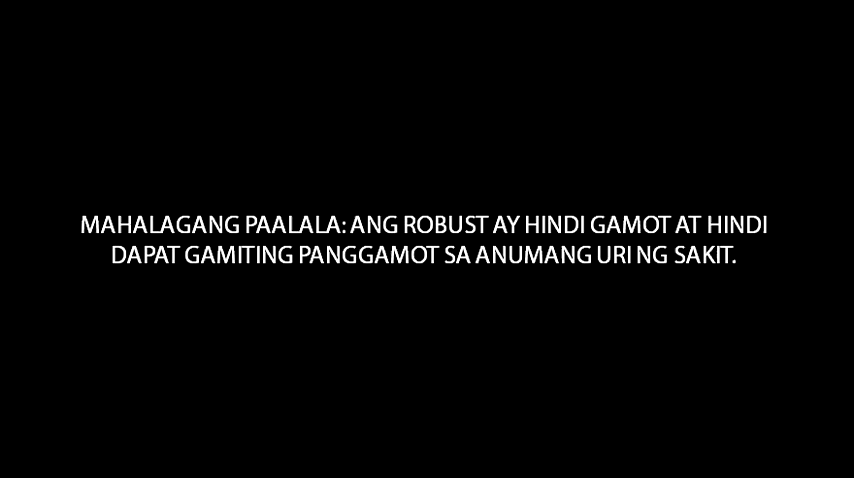 MAHALAGANG PAALALA: ANG ROBUST AY HINDI GAMOT AT HINDI
DAPAT GAMITING PANGGAMOT SA ANUMANG URI NG SAKIT.